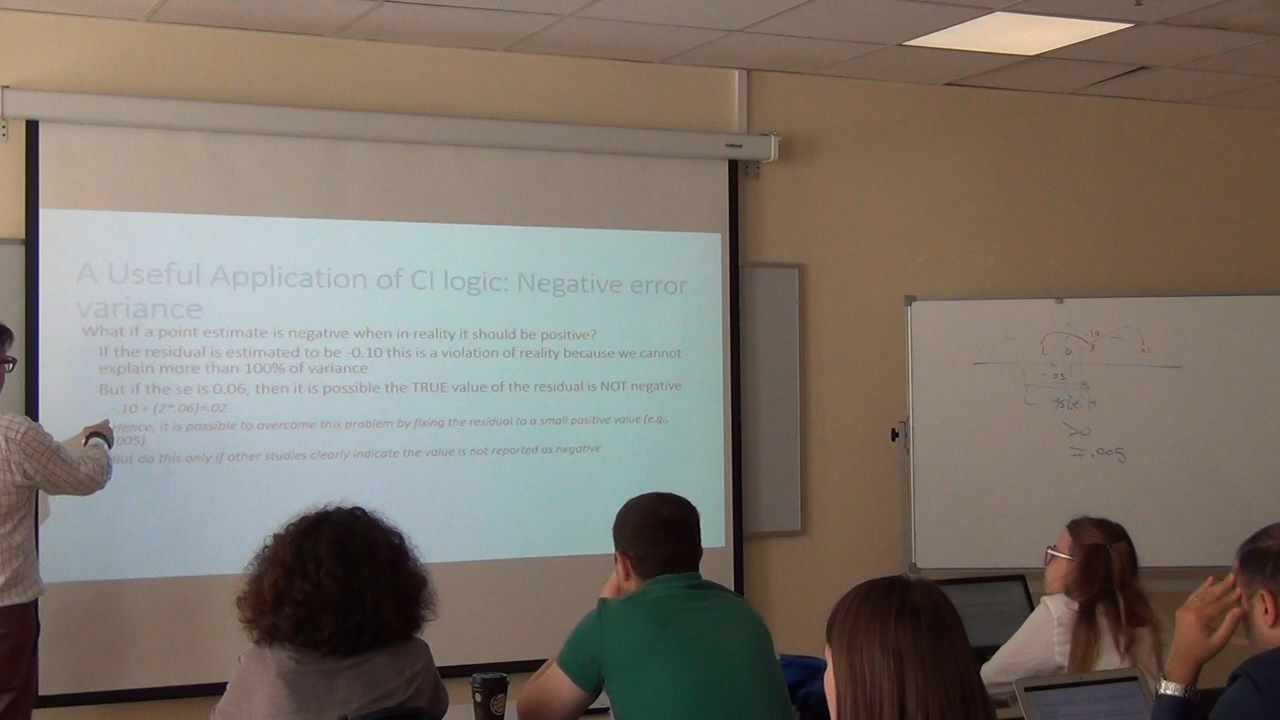 A Useful Application of CI logic: Negative error
variance
What if a point estimate is negative when in reality it should be positive?
If the residual is estimated to be -0.10 this is a violation of reality because we cannot
explain more than 100% of variance
But if the se is 0.06, then it is possible the TRUE value of the residual is NOT negative
-.10 + (2*.06)=.02
Hence, it is possible to overcome this problem by fixing the residual to a small positive value (e.g.,
.005)
But do this only if other studies clearly indicate the value is not reported as negative
-.10
0
-.05
>0
=.005